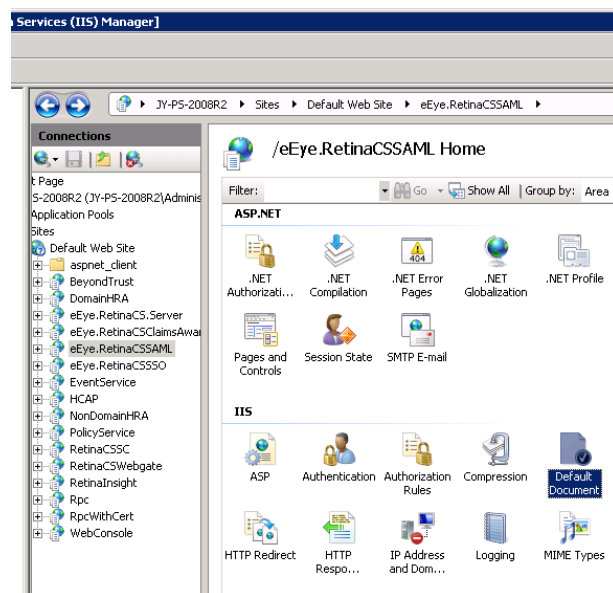 Services (IIS) Manager]
JY-PS-2008R2 Sites Default Web Site eEye.RetinaCSSAML
Connections
t Page
S-2008R2 (JY-PS-2008R2\Adminis
Application Pools
Sites
Default Web Site
aspnet_client
BeyondTrust
DomainHRA
eEye.RetinaCS.Server
eEye.RetinaCSClaimsAwar
eEye.RetinaCSSAML
eEye.RetinaCSSSO
EventService
HCAP
NonDomainHRA
PolicyService
RetinaCSSC
RetinaCSWebgate
RetinaInsight
Rpc
RpcWithCert
WebConsole
/eEye.RetinaCSSAML Home
Filter: Go Show All Group by: Area
ASP.NET
.NET Authorizati...
.NET Compilation
404
.NET Error Pages
.NET Globalization
.NET Profile
Pages and Controls
Session State
SMTP E-mail
IIS
ASP
Authentication
Authorization Rules
Compression
Default Document
HTTP Redirect
HTTP Respo...
IP Address and Dom...
Logging
MIME Types